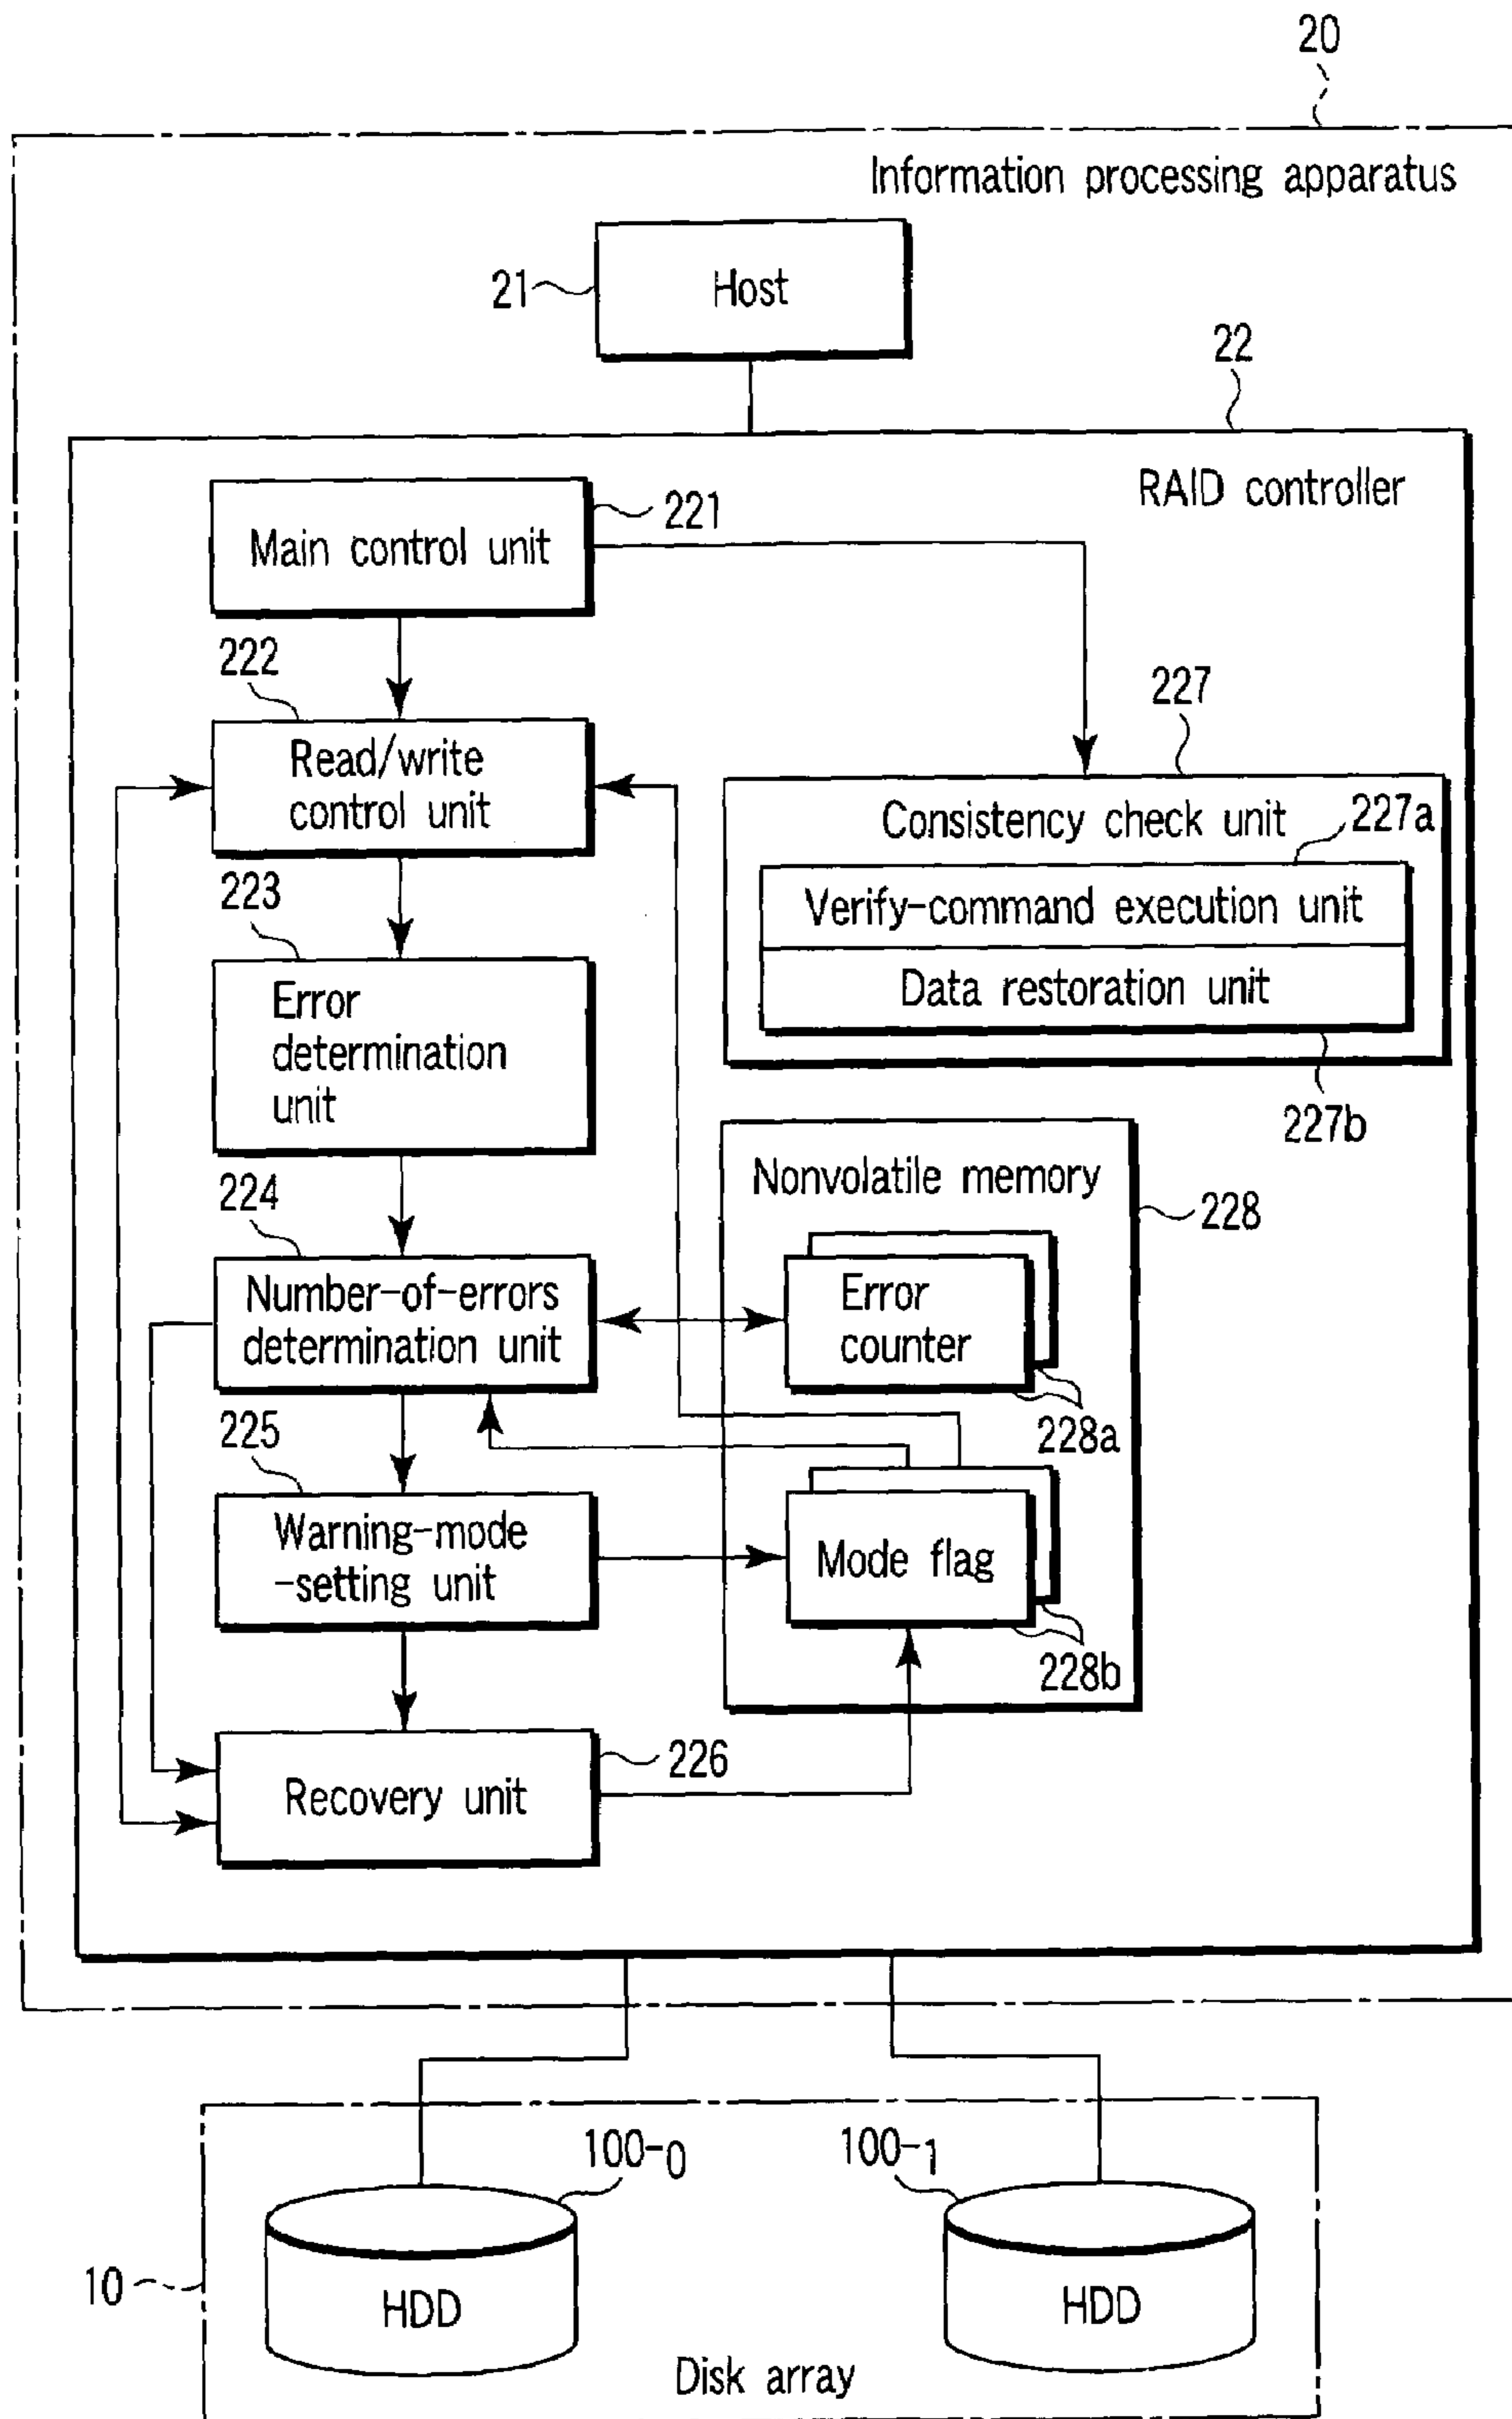 20
Information processing apparatus
21
Host
22
RAID controller
Main control unit
221
222
Read/write
control unit
227
Consistency check unit
227a
Verify-command execution unit
Data restoration unit
227b
223
Error
determination
unit
Nonvolatile memory
228
224
Number-of-errors
determination unit
Error
counter
228a
225
Warning-mode
-setting unit
Mode flag
228b
226
Recovery unit
100-0
100-1
10
HDD
HDD
Disk array